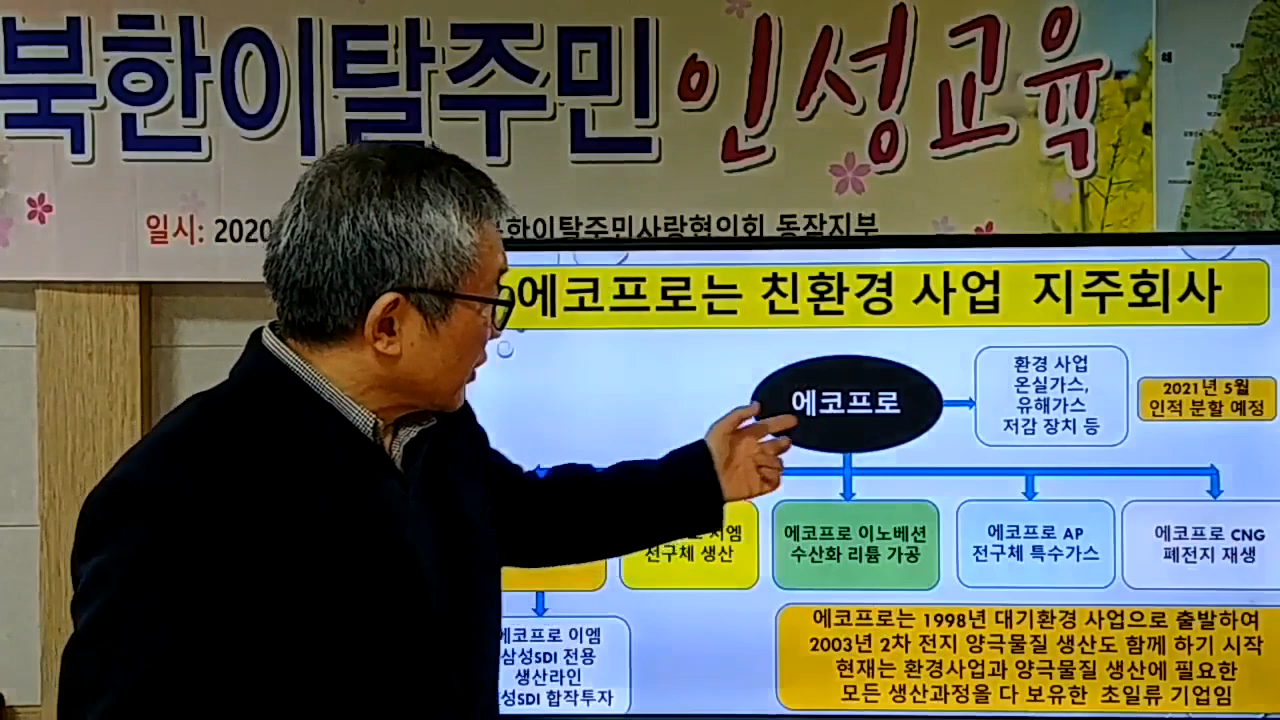 북한이탈주민 인성교육
일시: 2020
한이탈주민사랑협의회 동작지부
에코프로는 친환경 사업 지주회사
에코프로
환경 사업
온실가스,
유해가스
저감 장치 등
2021년 5월
인적 분할 예정
전구체 생산
에코프로 이노베션
수산화 리튬 가공
에코프로 AP
전구체 특수가스
에코프로 CNG
폐전지 재생
에코프로 이엠
삼성SDI 전용
생산라인
성SDI 합작투자
에코프로는 1998년 대기환경 사업으로 출발하여
2003년 2차 전지 양극물질 생산도 함께 하기 시작
현재는 환경사업과 양극물질 생산에 필요한
모든 생산과정을 다 보유한 초일류 기업임